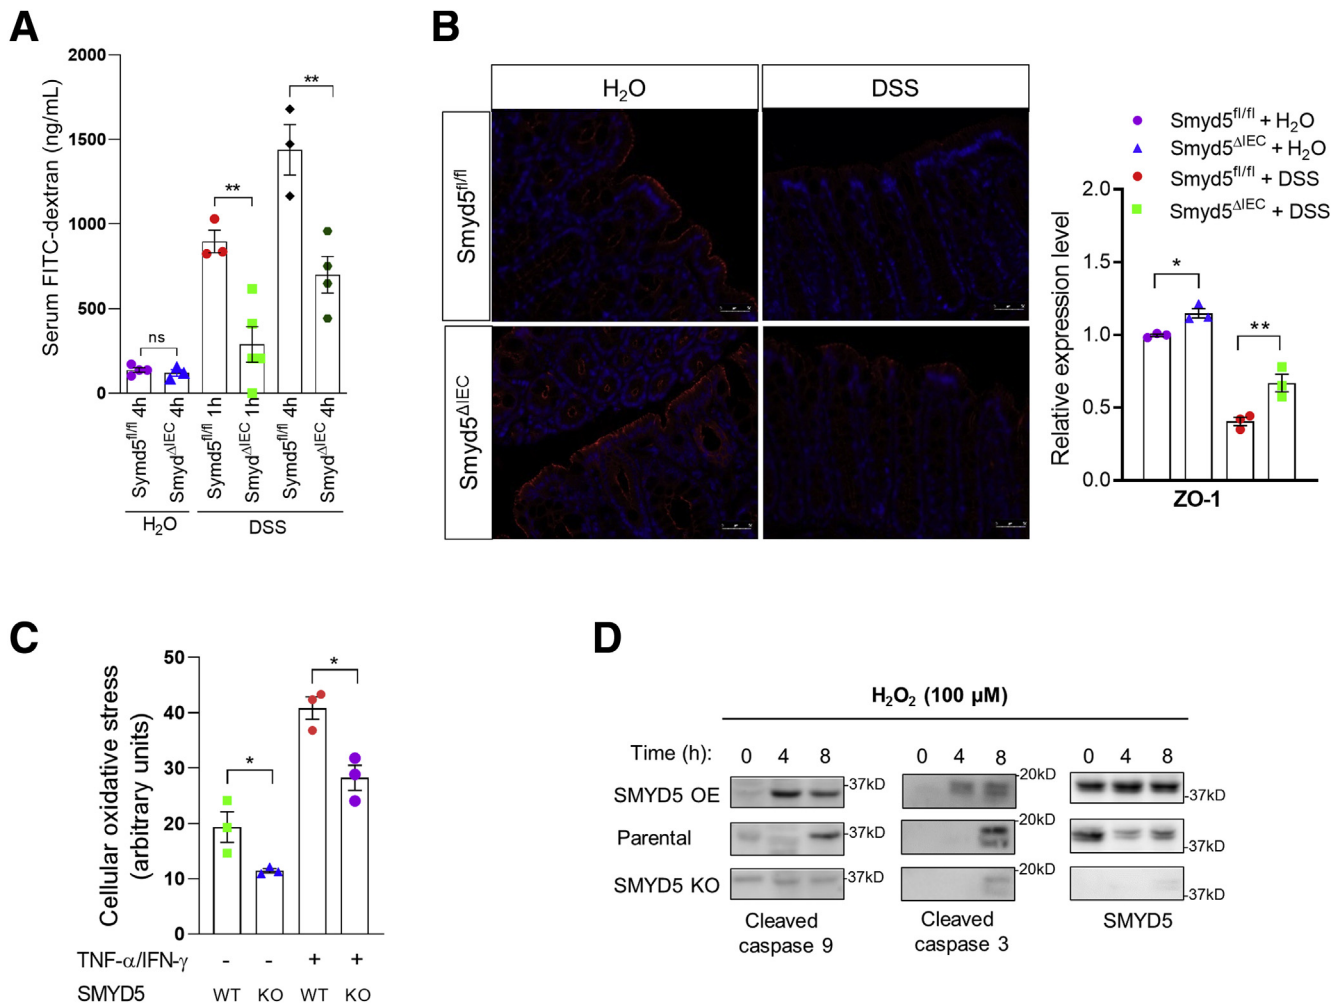 A
2000
1500
1000
500
0
Serum FITC-dextran (ng/mL)
ns
**
**
Symd5fl/fl 4h
SmydΔIEC 4h
Symd5fl/fl 1h
SmydΔIEC 1h
Symd5fl/fl 4h
SmydΔIEC 4h
H2O
DSS
B
H2O
DSS
Smyd5fl/fl
Smyd5ΔIEC
Smyd5fl/fl + H2O
Smyd5ΔIEC + H2O
Smyd5fl/fl + DSS
Smyd5ΔIEC + DSS
2.0
1.5
1.0
0.5
0.0
Relative expression level
*
**
ZO-1
C
50
40
30
20
10
0
Cellular oxidative stress
(arbitrary units)
*
*
TNF-α/IFN-γ - - + +
SMYD5 WT KO WT KO
D
H2O2 (100 µM)
Time (h): 0 4 8 0 4 8 0 4 8
SMYD5 OE -37kD -20kD -37kD
Parental -37kD -20kD -37kD
SMYD5 KO -37kD -20kD -37kD
Cleaved
caspase 9
Cleaved
caspase 3
SMYD5